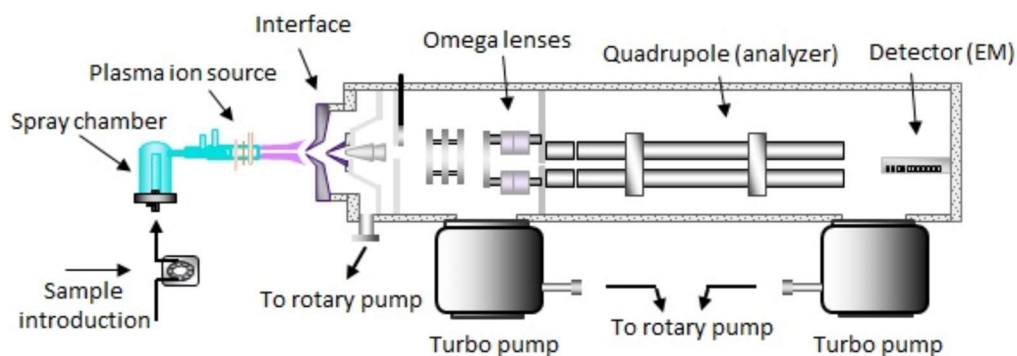 Interface
Omega lenses
Quadrupole (analyzer)
Detector (EM)
Plasma ion source
Spray chamber
Sample
introduction
To rotary pump
Turbo pump
To rotary pump
Turbo pump